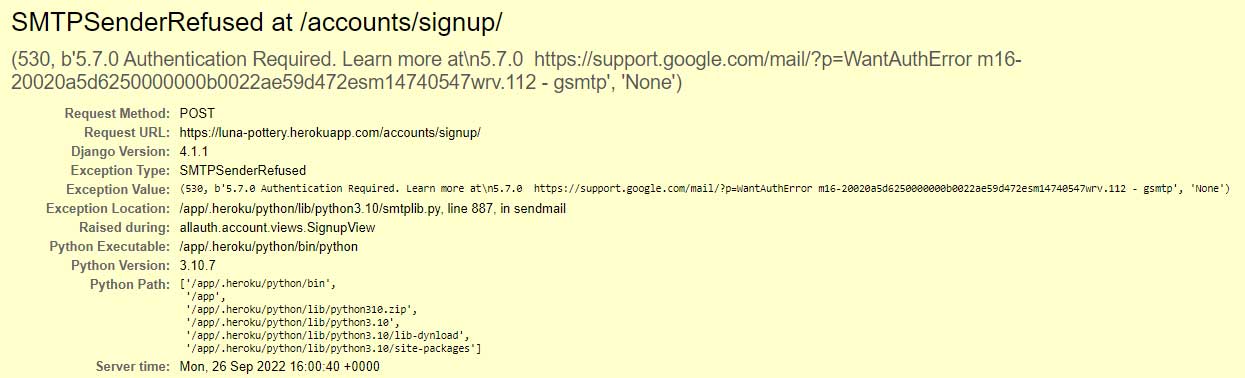 SMTPSenderRefused at /accounts/signup/
(530, b'5.7.0 Authentication Required. Learn more at\n5.7.0  https://support.google.com/mail/?p=WantAuthError m16-
20020a5d6250000000b0022ae59d472esm14740547wrv.112 - gsmtp', 'None')
Request Method: POST
Request URL: https://luna-pottery.herokuapp.com/accounts/signup/
Django Version: 4.1.1
Exception Type: SMTPSenderRefused
Exception Value: (530, b'5.7.0 Authentication Required. Learn more at\n5.7.0  https://support.google.com/mail/?p=WantAuthError m16-20020a5d6250000000b0022ae59d472esm14740547wrv.112 - gsmtp', 'None')
Exception Location: /app/.heroku/python/lib/python3.10/smtplib.py, line 887, in sendmail
Raised during: allauth.account.views.SignupView
Python Executable: /app/.heroku/python/bin/python
Python Version: 3.10.7
Python Path: ['/app/.heroku/python/bin',
'/app',
'/app/.heroku/python/lib/python310.zip',
'/app/.heroku/python/lib/python3.10',
'/app/.heroku/python/lib/python3.10/lib-dynload',
'/app/.heroku/python/lib/python3.10/site-packages']
Server time: Mon, 26 Sep 2022 16:00:40 +0000